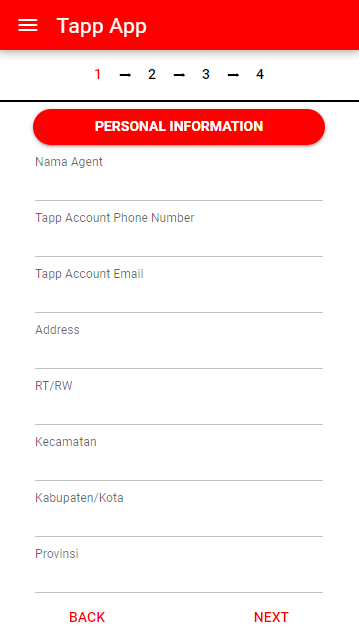 Tapp App
1 → 2 → 3 → 4
PERSONAL INFORMATION
Nama Agent
Tapp Account Phone Number
Tapp Account Email
Address
RT/RW
Kecamatan
Kabupaten/Kota
Provinsi
BACK NEXT